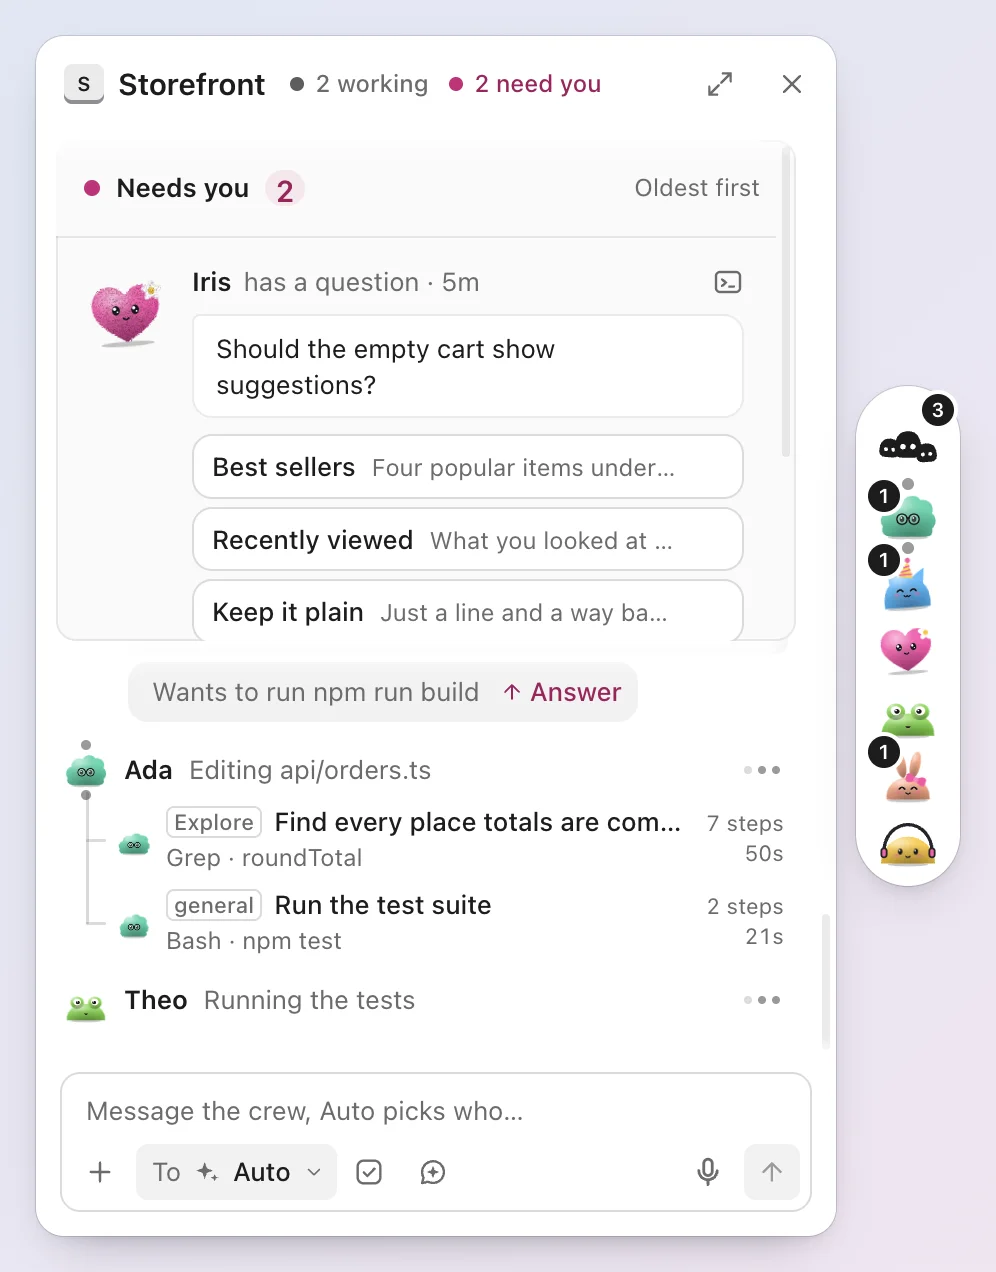 S Storefront 2 working 2 need you
Needs you 2 Oldest first
Iris has a question · 5m
Should the empty cart show
suggestions?
Best sellers Four popular items under...
Recently viewed What you looked at ...
Keep it plain Just a line and a way ba...
Wants to run npm run build ↑ Answer
Ada Editing api/orders.ts
Explore Find every place totals are com... 7 steps
Grep · roundTotal 50s
general Run the test suite 2 steps
Bash · npm test 21s
Theo Running the tests
Message the crew, Auto picks who...
To Auto
3
1
1
1